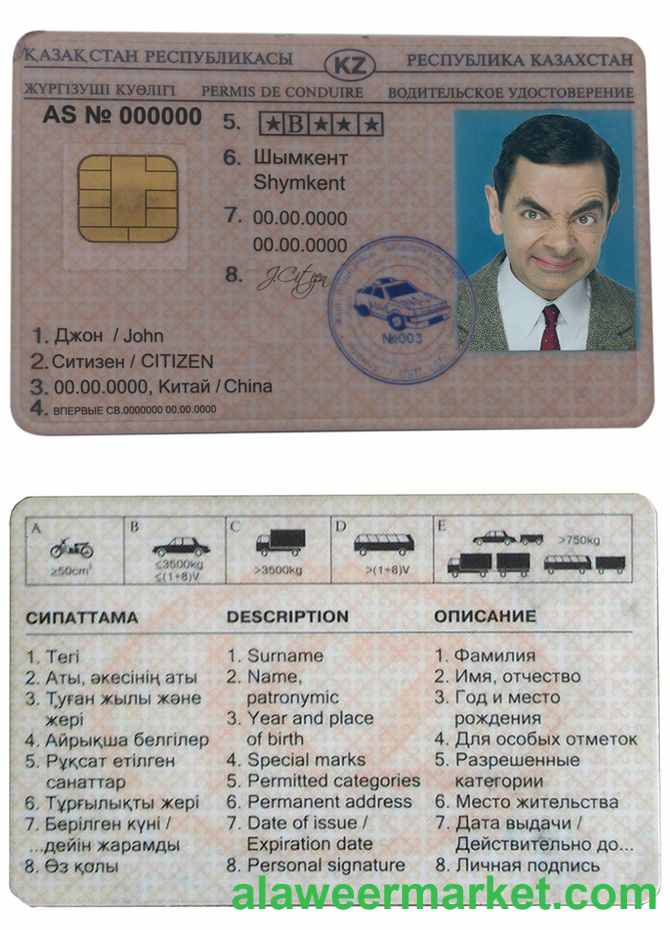 ҚАЗАҚСТАН РЕСПУБЛИКАСЫ KZ РЕСПУБЛИКА КАЗАХСТАН
ЖҮРГІЗУШІ КУӘЛІГІ PERMIS DE CONDUIRE ВОДИТЕЛЬСКОЕ УДОСТОВЕРЕНИЕ
AS № 000000
5. ★ B ★ ★ ★
6. Шымкент
Shymkent
7. 00.00.0000
00.00.0000
8. J.Citizen
№003
1. Джон / John
2. Ситизен / CITIZEN
3. 00.00.0000, Китай / China
4. ВПЕРВЫЕ СВ.0000000 00.00.0000
A B C D E
≥50cm³
≤3500kg
≤(1+8)V
>3500kg
>(1+8)V
>750kg
СИПАТТАМА
1. Тегі
2. Аты, әкесінің аты
3. Туған жылы және
жері
4. Айрықша белгілер
5. Рұқсат етілген
санаттар
6. Тұрғылықты жері
7. Берілген күні /
...дейін жарамды
8. Өз қолы
DESCRIPTION
1. Surname
2. Name,
patronymic
3. Year and place
of birth
4. Special marks
5. Permitted categories
6. Permanent address
7. Date of issue /
Expiration date
8. Personal signature
ОПИСАНИЕ
1. Фамилия
2. Имя, отчество
3. Год и место
рождения
4. Для особых отметок
5. Разрешенные
категории
6. Место жительства
7. Дата выдачи /
Действительно до...
8. Личная подпись
alaweermarket.com